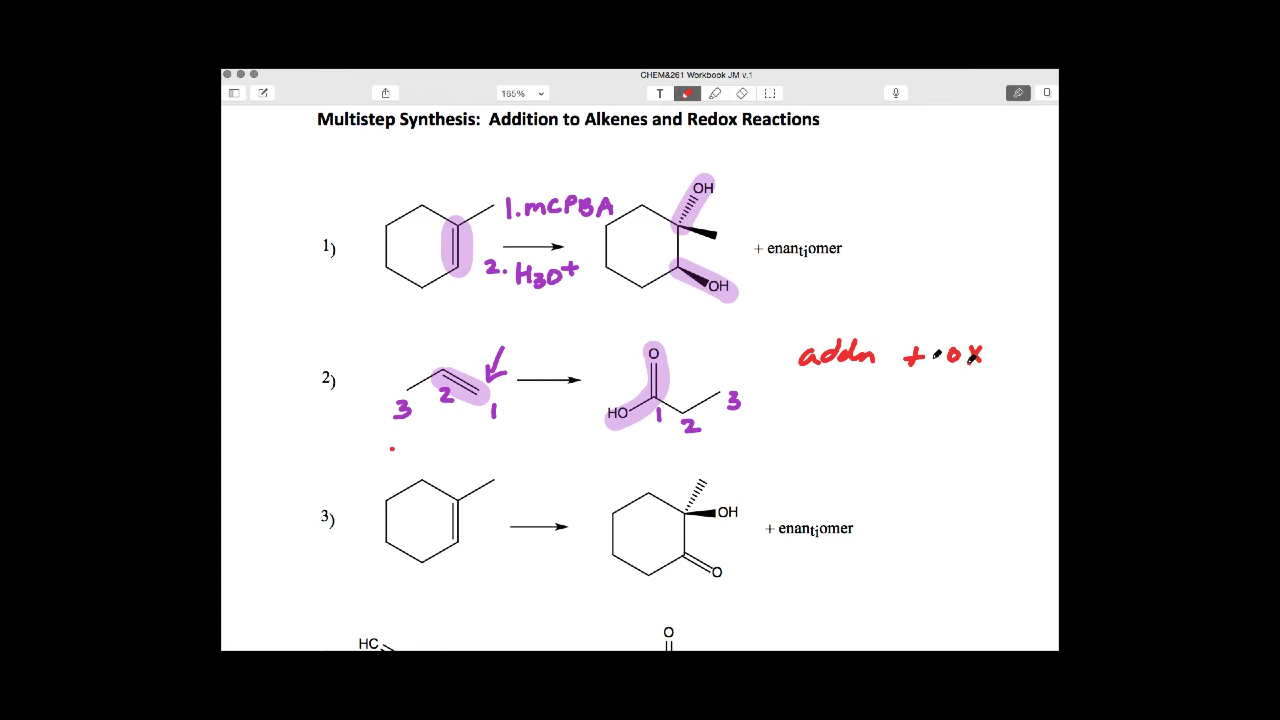 CHEM&261 Workbook JM v.1
165%
T
Multistep Synthesis: Addition to Alkenes and Redox Reactions
1)
1. mCPBA
2. H3O+
OH
OH
+ enantiomer
2)
3 2 1
O
HO
1 2 3
addn + ox
3)
OH
O
+ enantiomer
HC
O